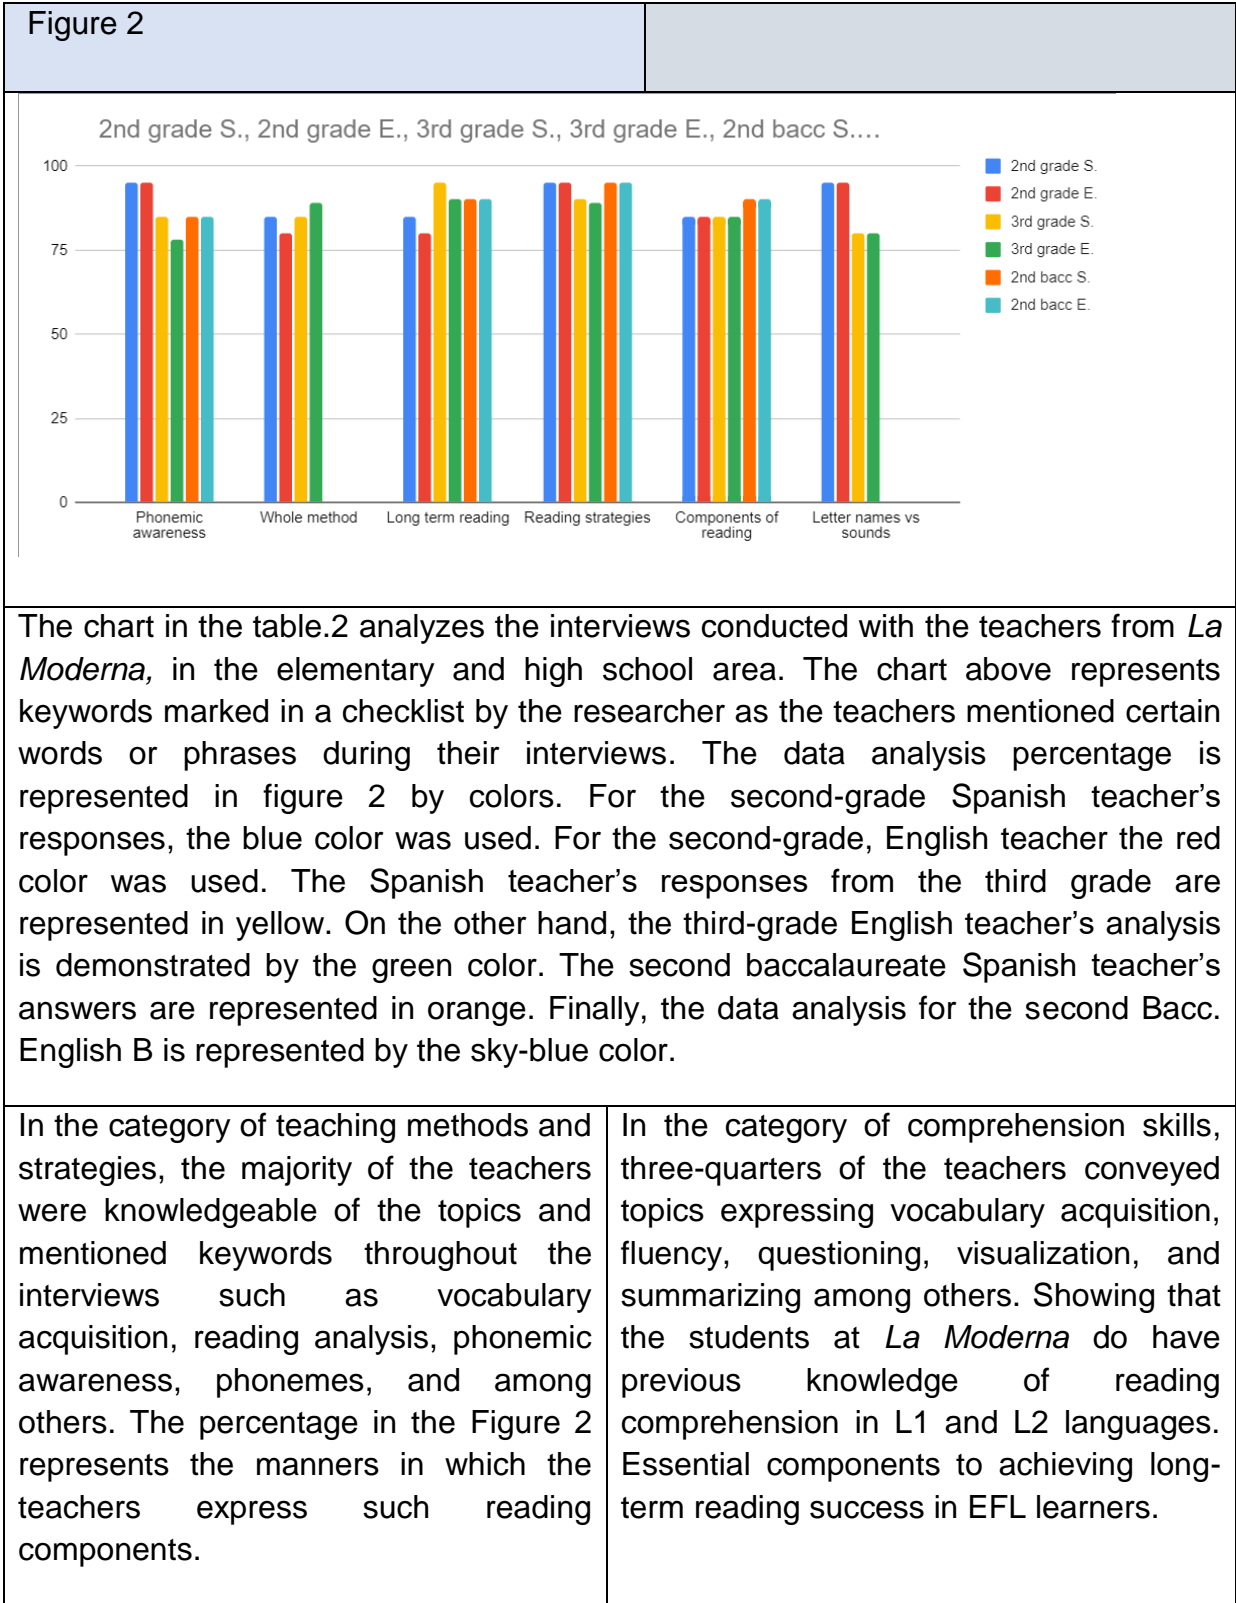 Figure 2
2nd grade S., 2nd grade E., 3rd grade S., 3rd grade E., 2nd bacc S.…
100
75
50
25
0
Phonemic awareness
Whole method
Long term reading
Reading strategies
Components of reading
Letter names vs sounds
2nd grade S.
2nd grade E.
3rd grade S.
3rd grade E.
2nd bacc S.
2nd bacc E.
The chart in the table.2 analyzes the interviews conducted with the teachers from La
Moderna, in the elementary and high school area. The chart above represents
keywords marked in a checklist by the researcher as the teachers mentioned certain
words or phrases during their interviews. The data analysis percentage is
represented in figure 2 by colors. For the second-grade Spanish teacher’s
responses, the blue color was used. For the second-grade, English teacher the red
color was used. The Spanish teacher’s responses from the third grade are
represented in yellow. On the other hand, the third-grade English teacher’s analysis
is demonstrated by the green color. The second baccalaureate Spanish teacher’s
answers are represented in orange. Finally, the data analysis for the second Bacc.
English B is represented by the sky-blue color.
In the category of teaching methods and
strategies, the majority of the teachers
were knowledgeable of the topics and
mentioned keywords throughout the
interviews such as vocabulary
acquisition, reading analysis, phonemic
awareness, phonemes, and among
others. The percentage in the Figure 2
represents the manners in which the
teachers express such reading
components.
In the category of comprehension skills,
three-quarters of the teachers conveyed
topics expressing vocabulary acquisition,
fluency, questioning, visualization, and
summarizing among others. Showing that
the students at La Moderna do have
previous knowledge of reading
comprehension in L1 and L2 languages.
Essential components to achieving long-
term reading success in EFL learners.